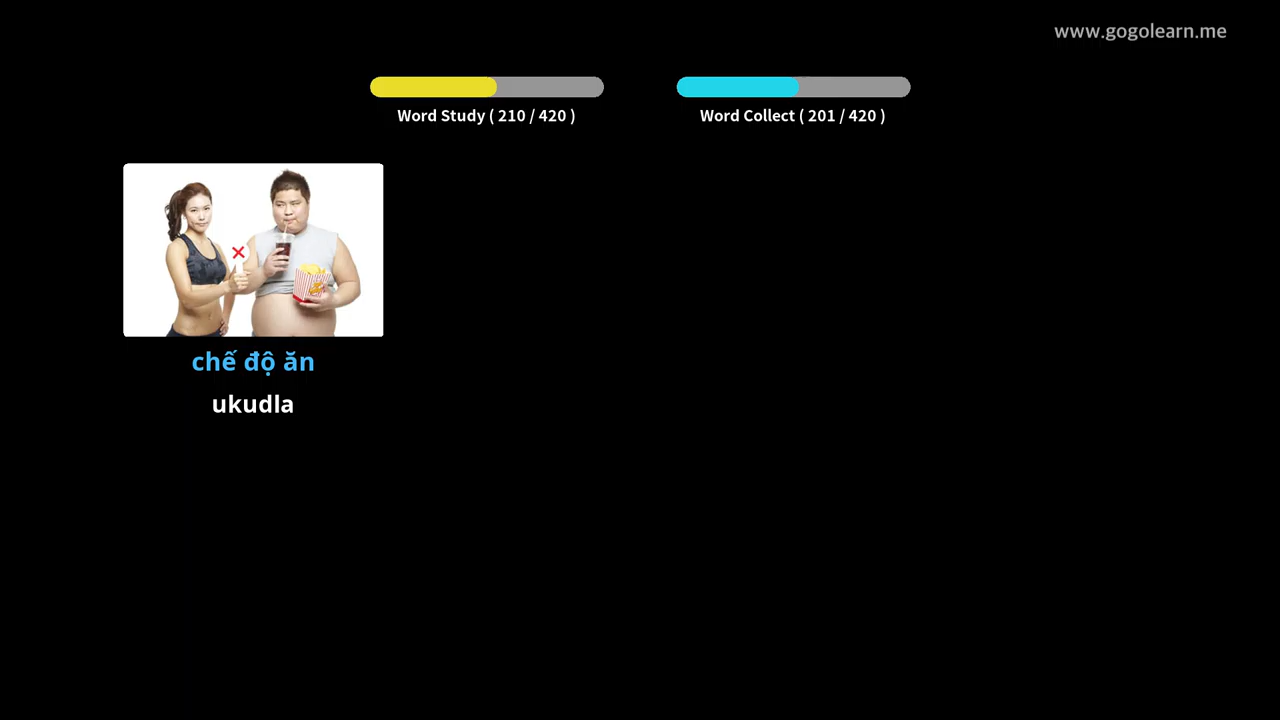 www.gogolearn.me
Word Study ( 210 / 420 )
Word Collect ( 201 / 420 )
chế độ ăn
ukudla